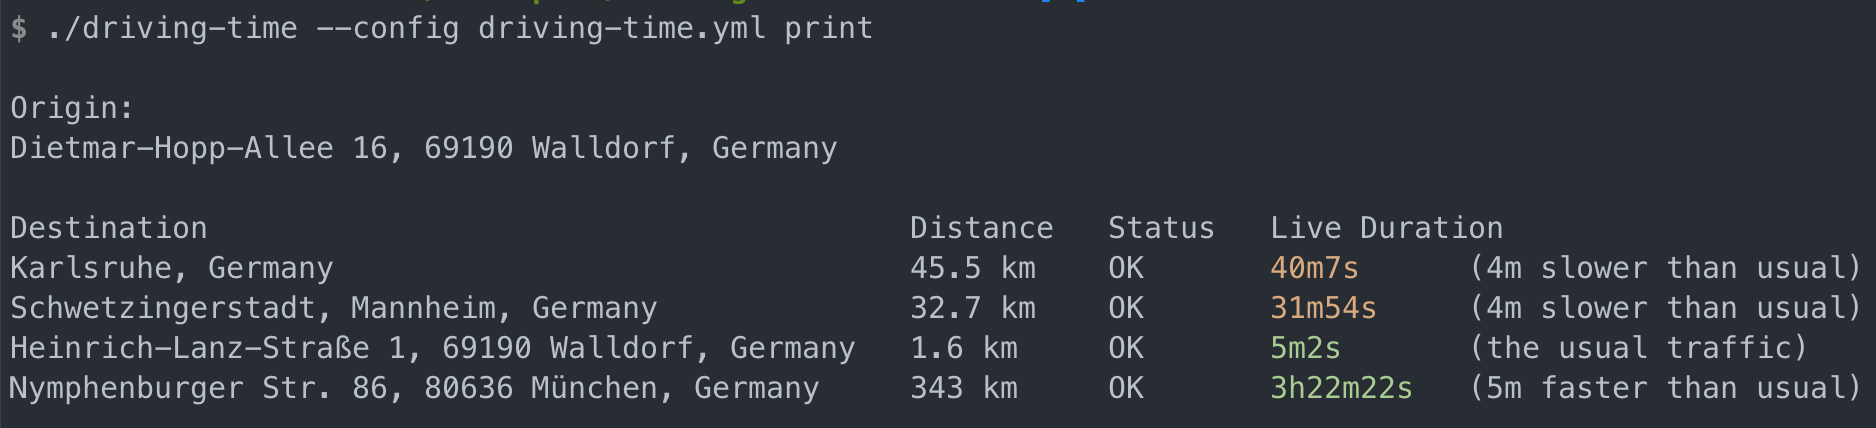 $ ./driving-time --config driving-time.yml print
Origin:
Dietmar-Hopp-Allee 16, 69190 Walldorf, Germany
Destination Distance Status Live Duration
Karlsruhe, Germany 45.5 km OK 40m7s (4m slower than usual)
Schwetzingerstadt, Mannheim, Germany 32.7 km OK 31m54s (4m slower than usual)
Heinrich-Lanz-Straße 1, 69190 Walldorf, Germany 1.6 km OK 5m2s (the usual traffic)
Nymphenburger Str. 86, 80636 München, Germany 343 km OK 3h22m22s (5m faster than usual)